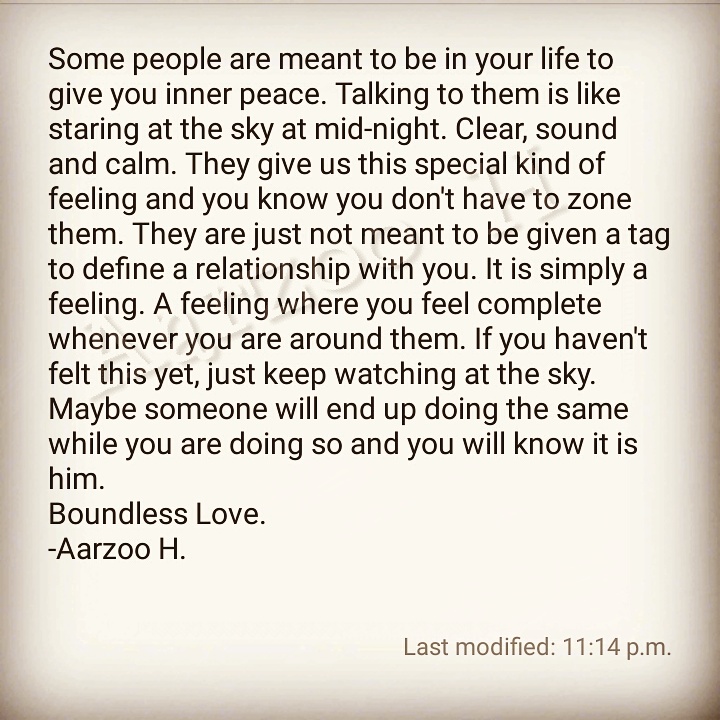 Some people are meant to be in your life to
give you inner peace. Talking to them is like
staring at the sky at mid-night. Clear, sound
and calm. They give us this special kind of
feeling and you know you don't have to zone
them. They are just not meant to be given a tag
to define a relationship with you. It is simply a
feeling. A feeling where you feel complete
whenever you are around them. If you haven't
felt this yet, just keep watching at the sky.
Maybe someone will end up doing the same
while you are doing so and you will know it is
him.
Boundless Love.
-Aarzoo H.
Last modified: 11:14 p.m.
Aarzoo H